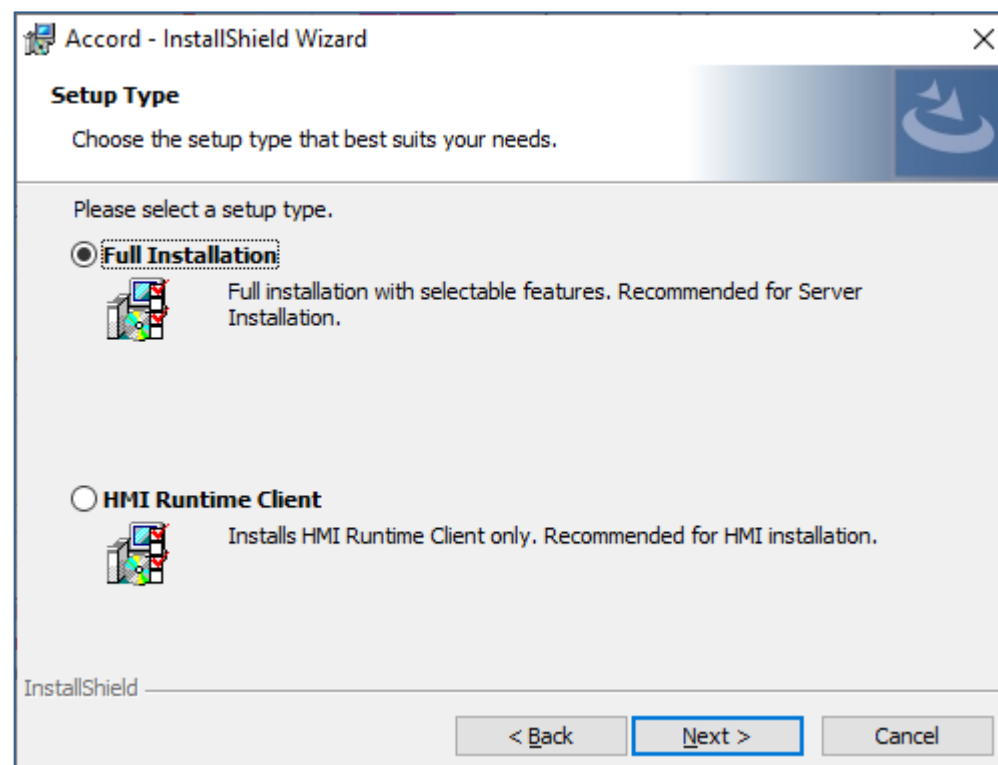 Accord - InstallShield Wizard
Setup Type
Choose the setup type that best suits your needs.
Please select a setup type.
Full Installation
Full installation with selectable features. Recommended for Server
Installation.
HMI Runtime Client
Installs HMI Runtime Client only. Recommended for HMI installation.
InstallShield
< Back
Next >
Cancel